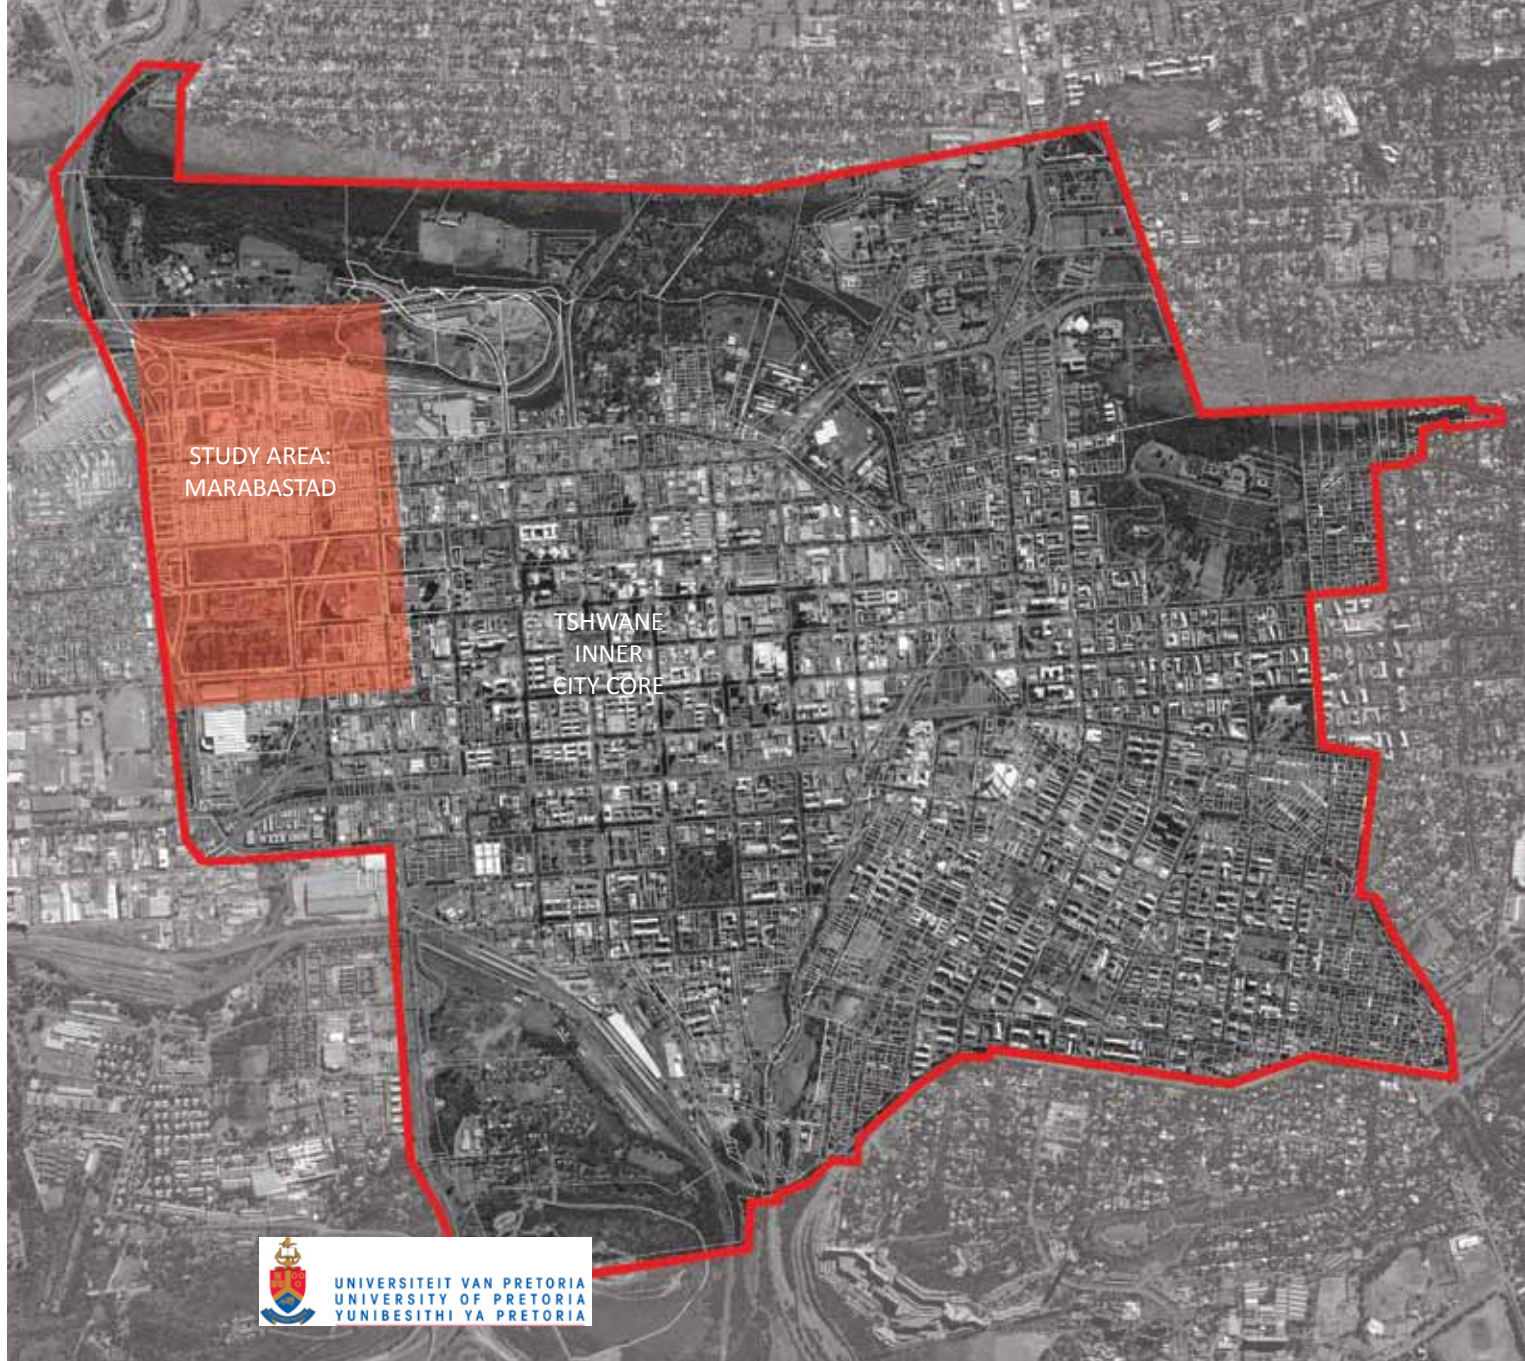 STUDY AREA:
MARABASTAD
TSHWANE
INNER
CITY CORE
UNIVERSITEIT VAN PRETORIA
UNIVERSITY OF PRETORIA
YUNIBESITHI YA PRETORIA